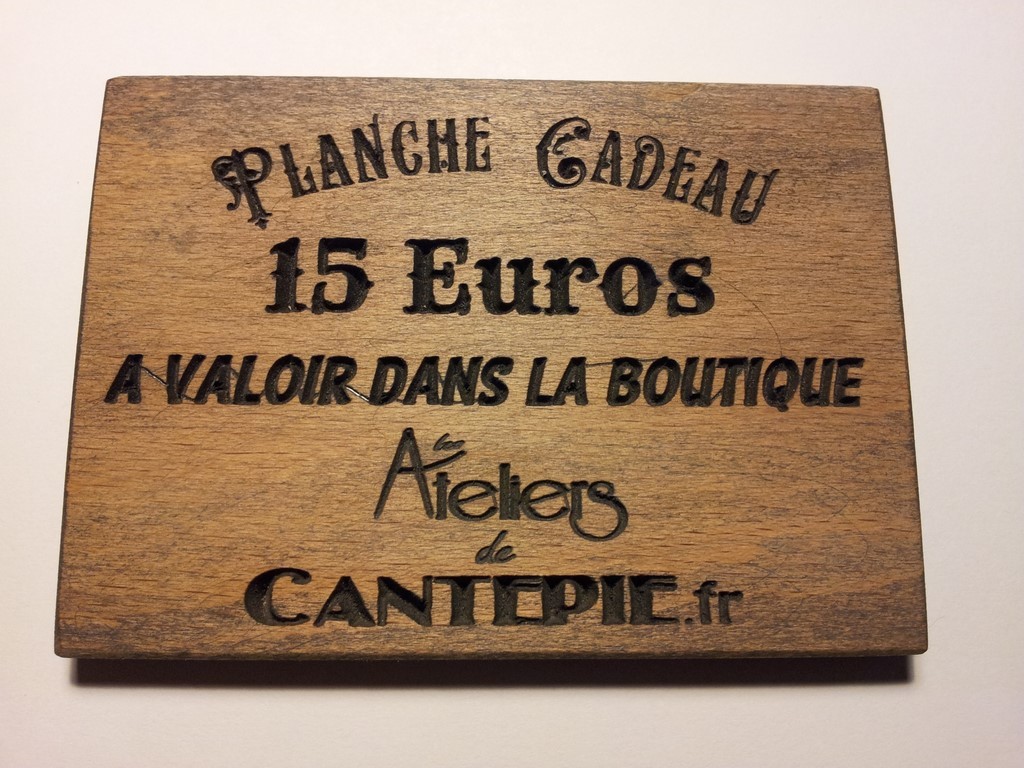 PLANCHE CADEAU
15 Euros
A VALOIR DANS LA BOUTIQUE
les
Ateliers
de
CANTEPIE.fr